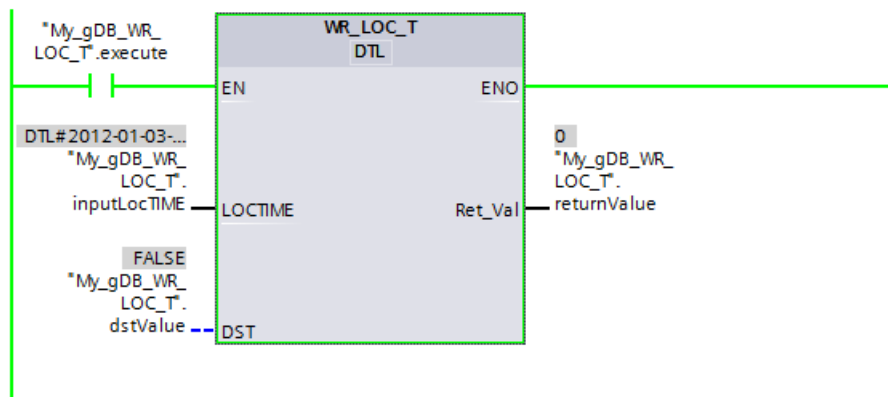 "My_gDB_WR_
LOC_T".execute
WR_LOC_T
DTL
EN
ENO
DTL#2012-01-03-...
"My_gDB_WR_
LOC_T".
inputLocTIME
LOCTIME
0
"My_gDB_WR_
LOC_T".
returnValue
Ret_Val
FALSE
"My_gDB_WR_
LOC_T".
dstValue
DST